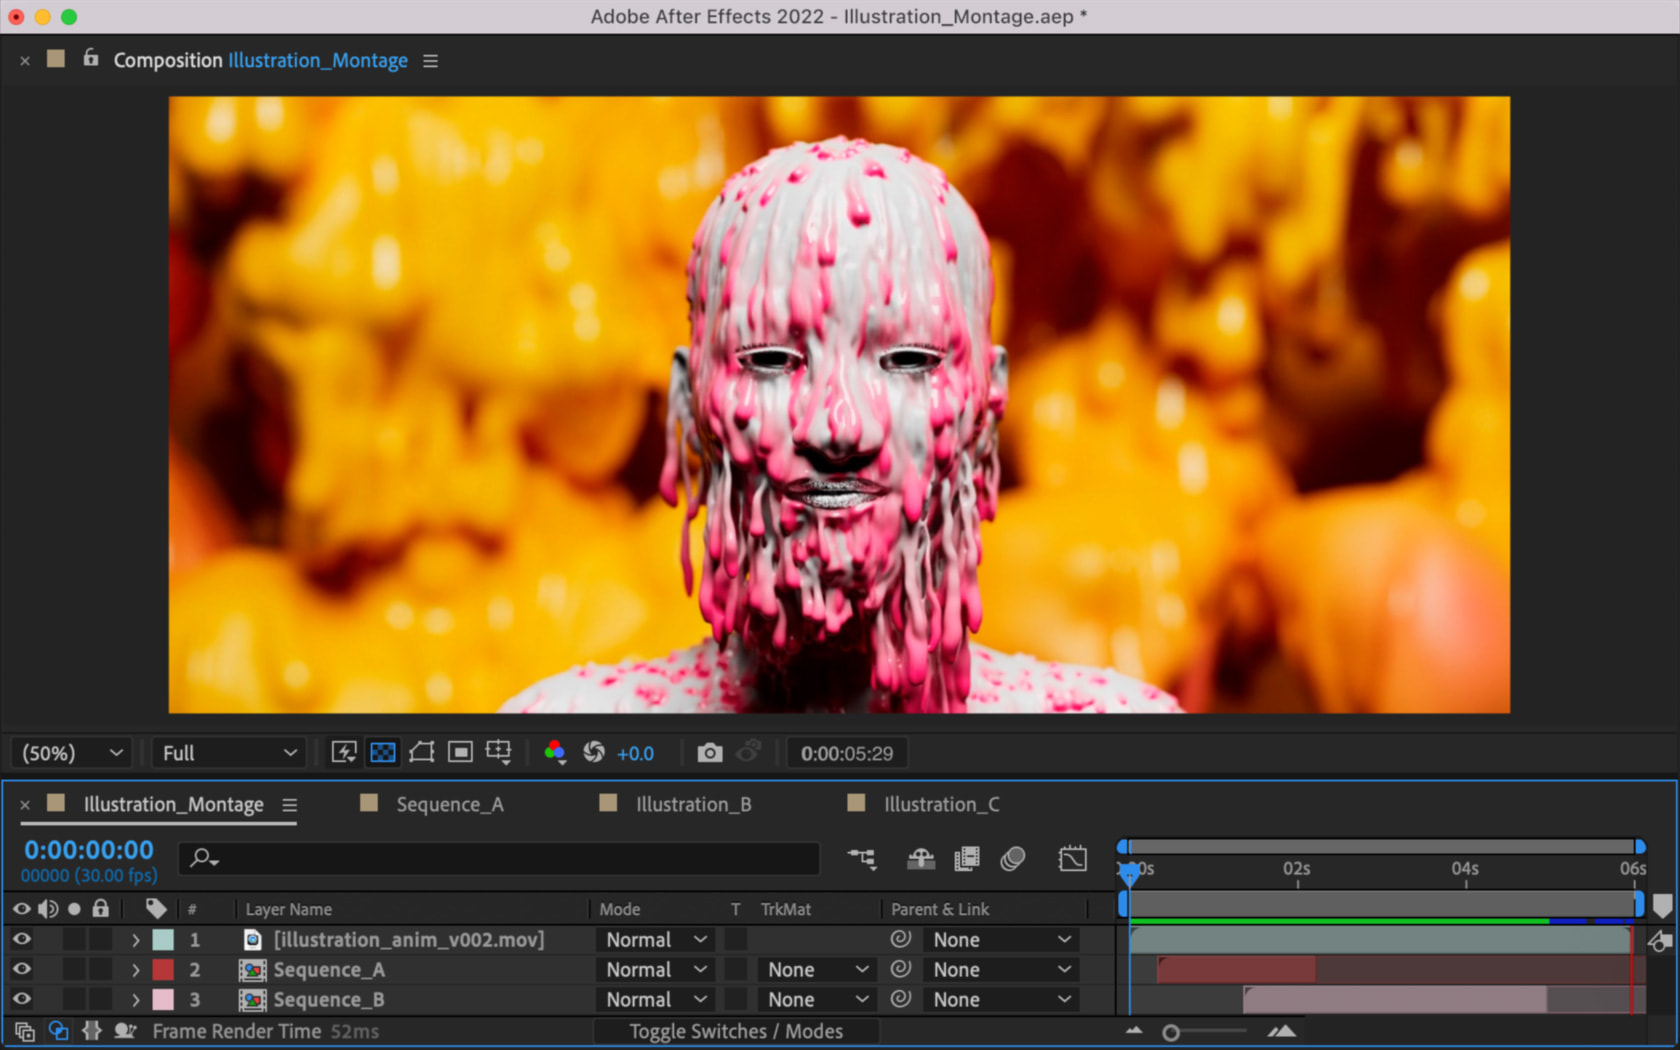 Adobe After Effects 2022 - Illustration_Montage.aep *
Composition Illustration_Montage
(50%) Full +0.0 0:00:05:29
Illustration_Montage Sequence_A Illustration_B Illustration_C
0:00:00:00
00000 (30.00 fps)
02s 04s 06s
# Layer Name Mode T TrkMat Parent & Link
1 [illustration_anim_v002.mov] Normal None
2 Sequence_A Normal None None
3 Sequence_B Normal None None
Frame Render Time 52ms Toggle Switches / Modes